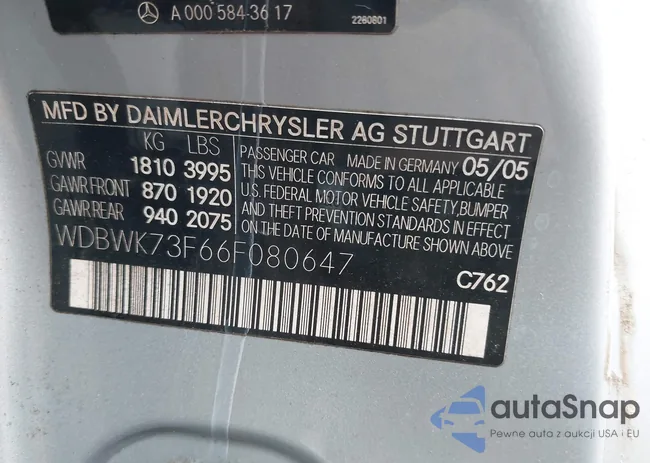 A 000 584-36 17
2280801
MFD BY DAIMLERCHRYSLER AG STUTTGART
KG LBS
GVWR 1810 3995
GAWR FRONT 870 1920
GAWR REAR 940 2075
PASSENGER CAR MADE IN GERMANY 05/05
THIS VEHICLE CONFORMS TO ALL APPLICABLE
U.S. FEDERAL MOTOR VEHICLE SAFETY, BUMPER
AND THEFT PREVENTION STANDARDS IN EFFECT
ON THE DATE OF MANUFACTURE SHOWN ABOVE
WDBWK73F66F080647
C762
autaSnap
Pewne auta z aukcji USA i EU